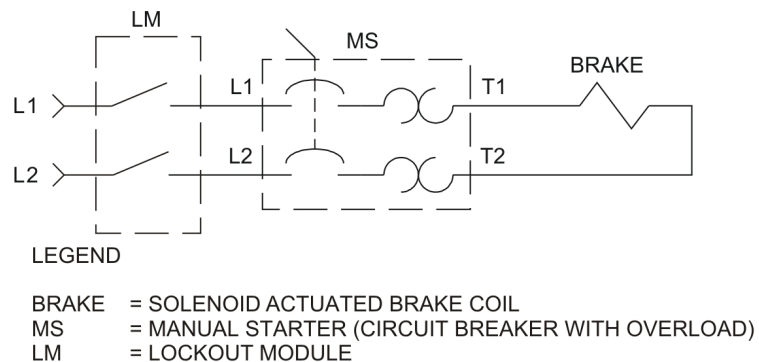 LM
MS
BRAKE
L1
L1
T1
L2
L2
T2
LEGEND
BRAKE = SOLENOID ACTUATED BRAKE COIL
MS = MANUAL STARTER (CIRCUIT BREAKER WITH OVERLOAD)
LM = LOCKOUT MODULE